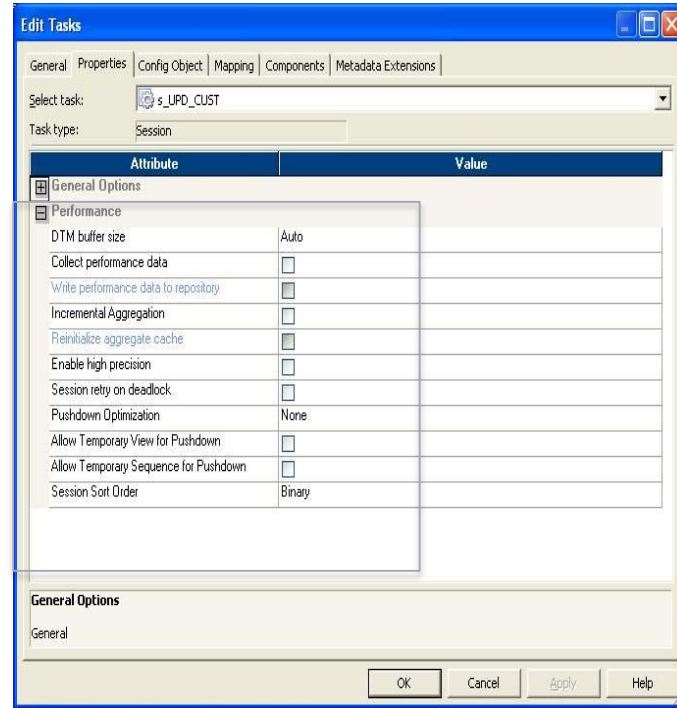 Edit Tasks
General Properties Config Object Mapping Components Metadata Extensions
Select task: s_UPD_CUST
Task type: Session
Attribute Value
General Options
Performance
DTM buffer size Auto
Collect performance data
Write performance data to repository
Incremental Aggregation
Reinitialize aggregate cache
Enable high precision
Session retry on deadlock
Pushdown Optimization None
Allow Temporary View for Pushdown
Allow Temporary Sequence for Pushdown
Session Sort Order Binary
General Options
General
OK Cancel Apply Help